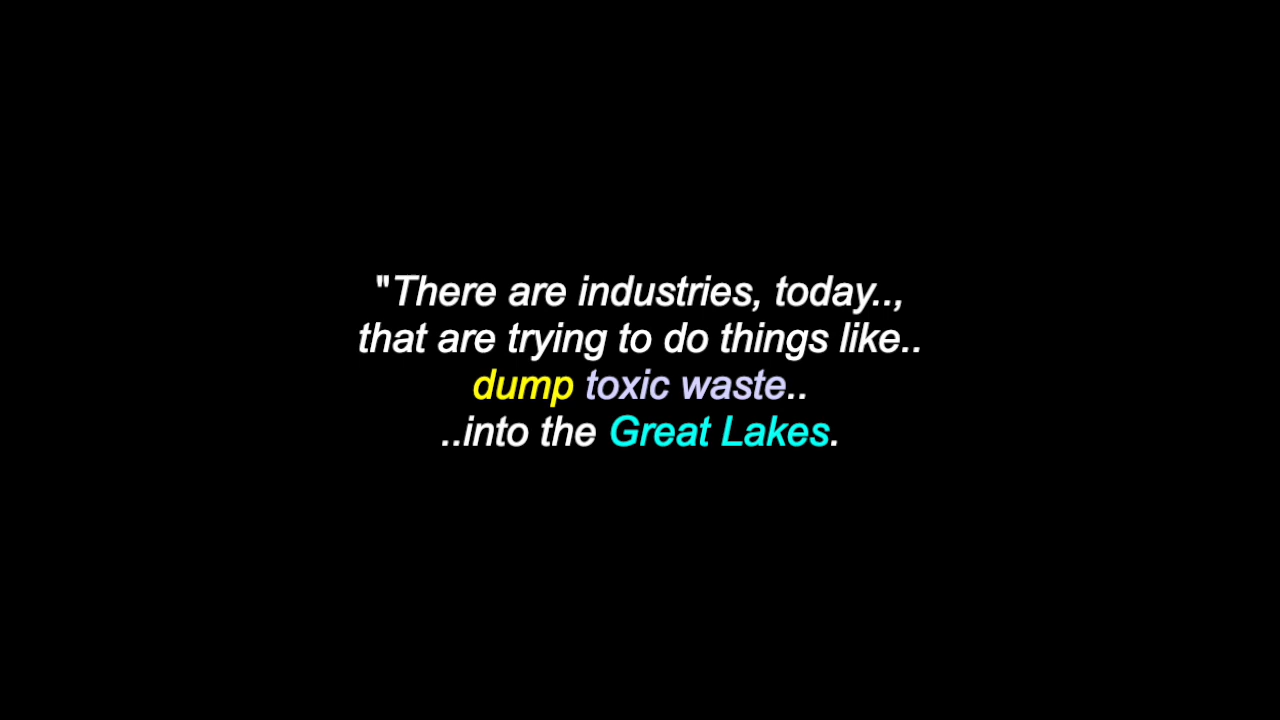 "There are industries, today..,
that are trying to do things like..
dump toxic waste..
..into the Great Lakes.